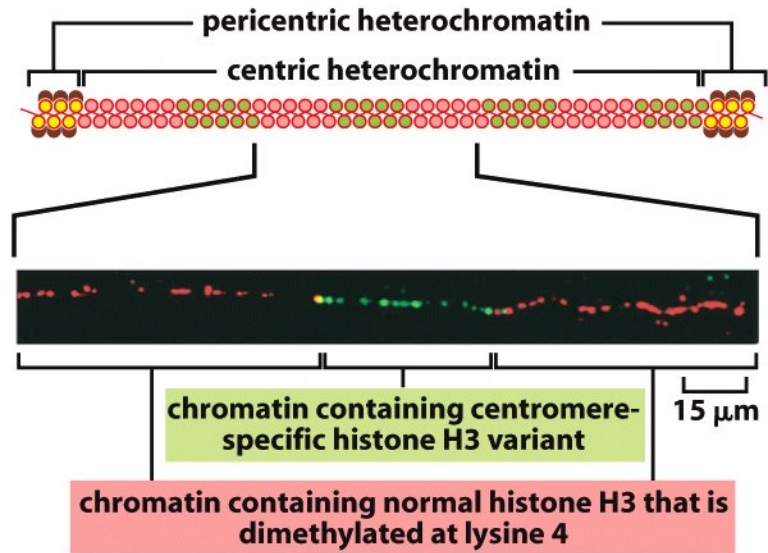 pericentric heterochromatin
centric heterochromatin
15 μm
chromatin containing centromere-
specific histone H3 variant
chromatin containing normal histone H3 that is
dimethylated at lysine 4